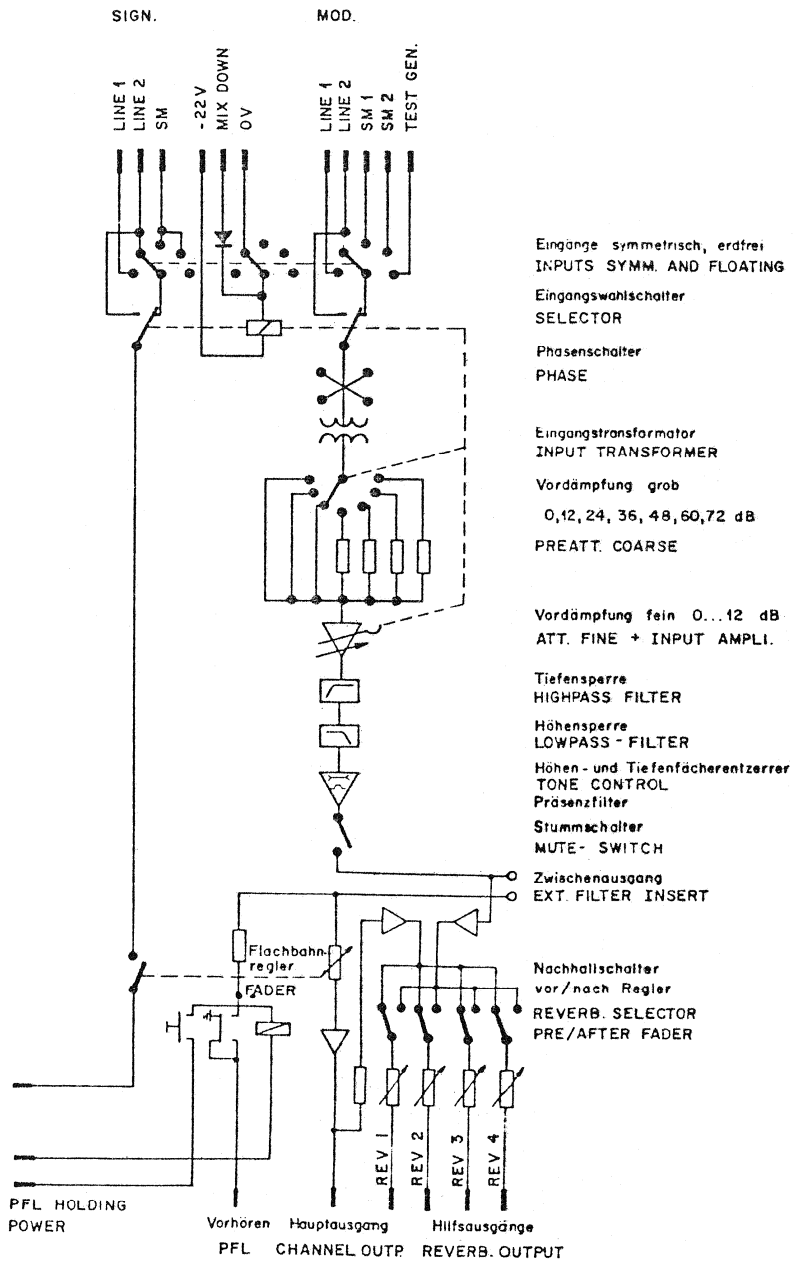 SIGN.
MOD.
LINE 1
LINE 2
SM
-22 V
MIX DOWN
0V
LINE 1
LINE 2
SM 1
SM 2
TEST GEN.
Eingänge symmetrisch, erdfrei
INPUTS SYMM. AND FLOATING
Eingangswahlschalter
SELECTOR
Phasenschalter
PHASE
Eingangstransformator
INPUT TRANSFORMER
Vordämpfung grob
0,12, 24, 36, 48,60,72 dB
PREATT. COARSE
Vordämpfung fein 0...12 dB
ATT. FINE + INPUT AMPLI.
Tiefensperre
HIGHPASS FILTER
Höhensperre
LOWPASS - FILTER
Höhen- und Tiefenfächerentzerrer
TONE CONTROL
Präsenzfilter
Stummschalter
MUTE- SWITCH
Zwischenausgang
EXT. FILTER INSERT
Flachbahn-
regler
FADER
Nachhallschalter
vor/nach Regler
REVERB. SELECTOR
PRE/AFTER FADER
REV 1
REV 2
REV 3
REV 4
PFL HOLDING
POWER
Vorhören
PFL
Hauptausgang
CHANNEL OUTP.
Hilfsausgänge
REVERB. OUTPUT